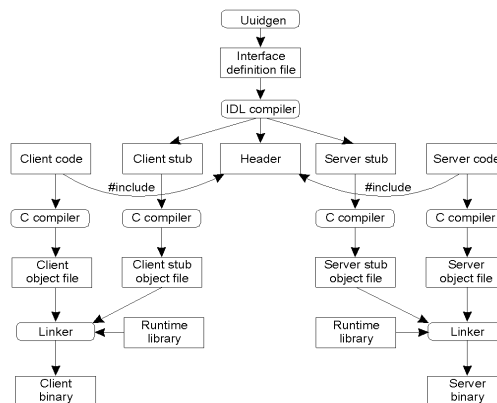 Uuidgen
Interface
definition file
IDL compiler
Client code
Client stub
Header
Server stub
Server code
#include
#include
C compiler
C compiler
C compiler
C compiler
Client
object file
Client stub
object file
Server stub
object file
Server
object file
Linker
Runtime
library
Runtime
library
Linker
Client
binary
Server
binary